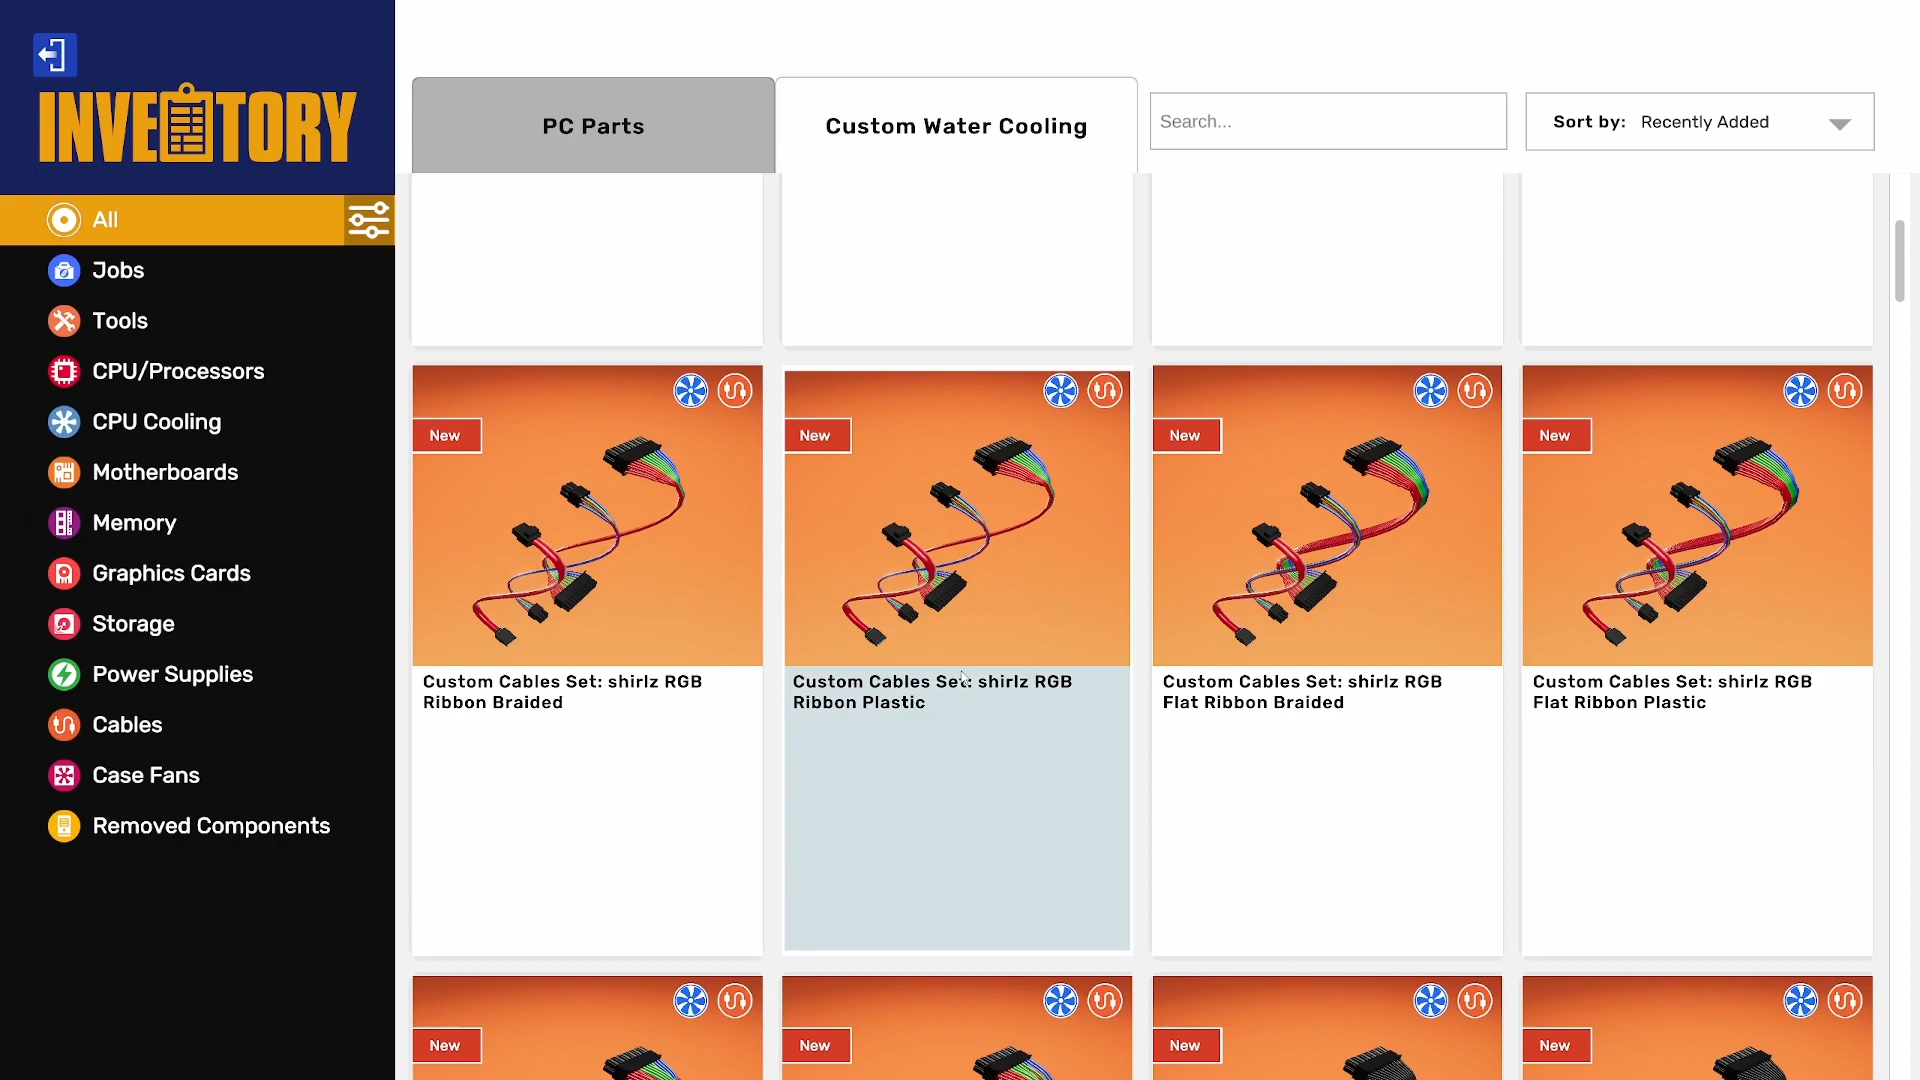 INVENTORY
PC Parts
Custom Water Cooling
Search...
Sort by: Recently Added
All
Jobs
Tools
CPU/Processors
CPU Cooling
Motherboards
Memory
Graphics Cards
Storage
Power Supplies
Cables
Case Fans
Removed Components
New
New
New
New
Custom Cables Set: shirlz RGB
Ribbon Braided
Custom Cables Set: shirlz RGB
Ribbon Plastic
Custom Cables Set: shirlz RGB
Flat Ribbon Braided
Custom Cables Set: shirlz RGB
Flat Ribbon Plastic
New
New
New
New